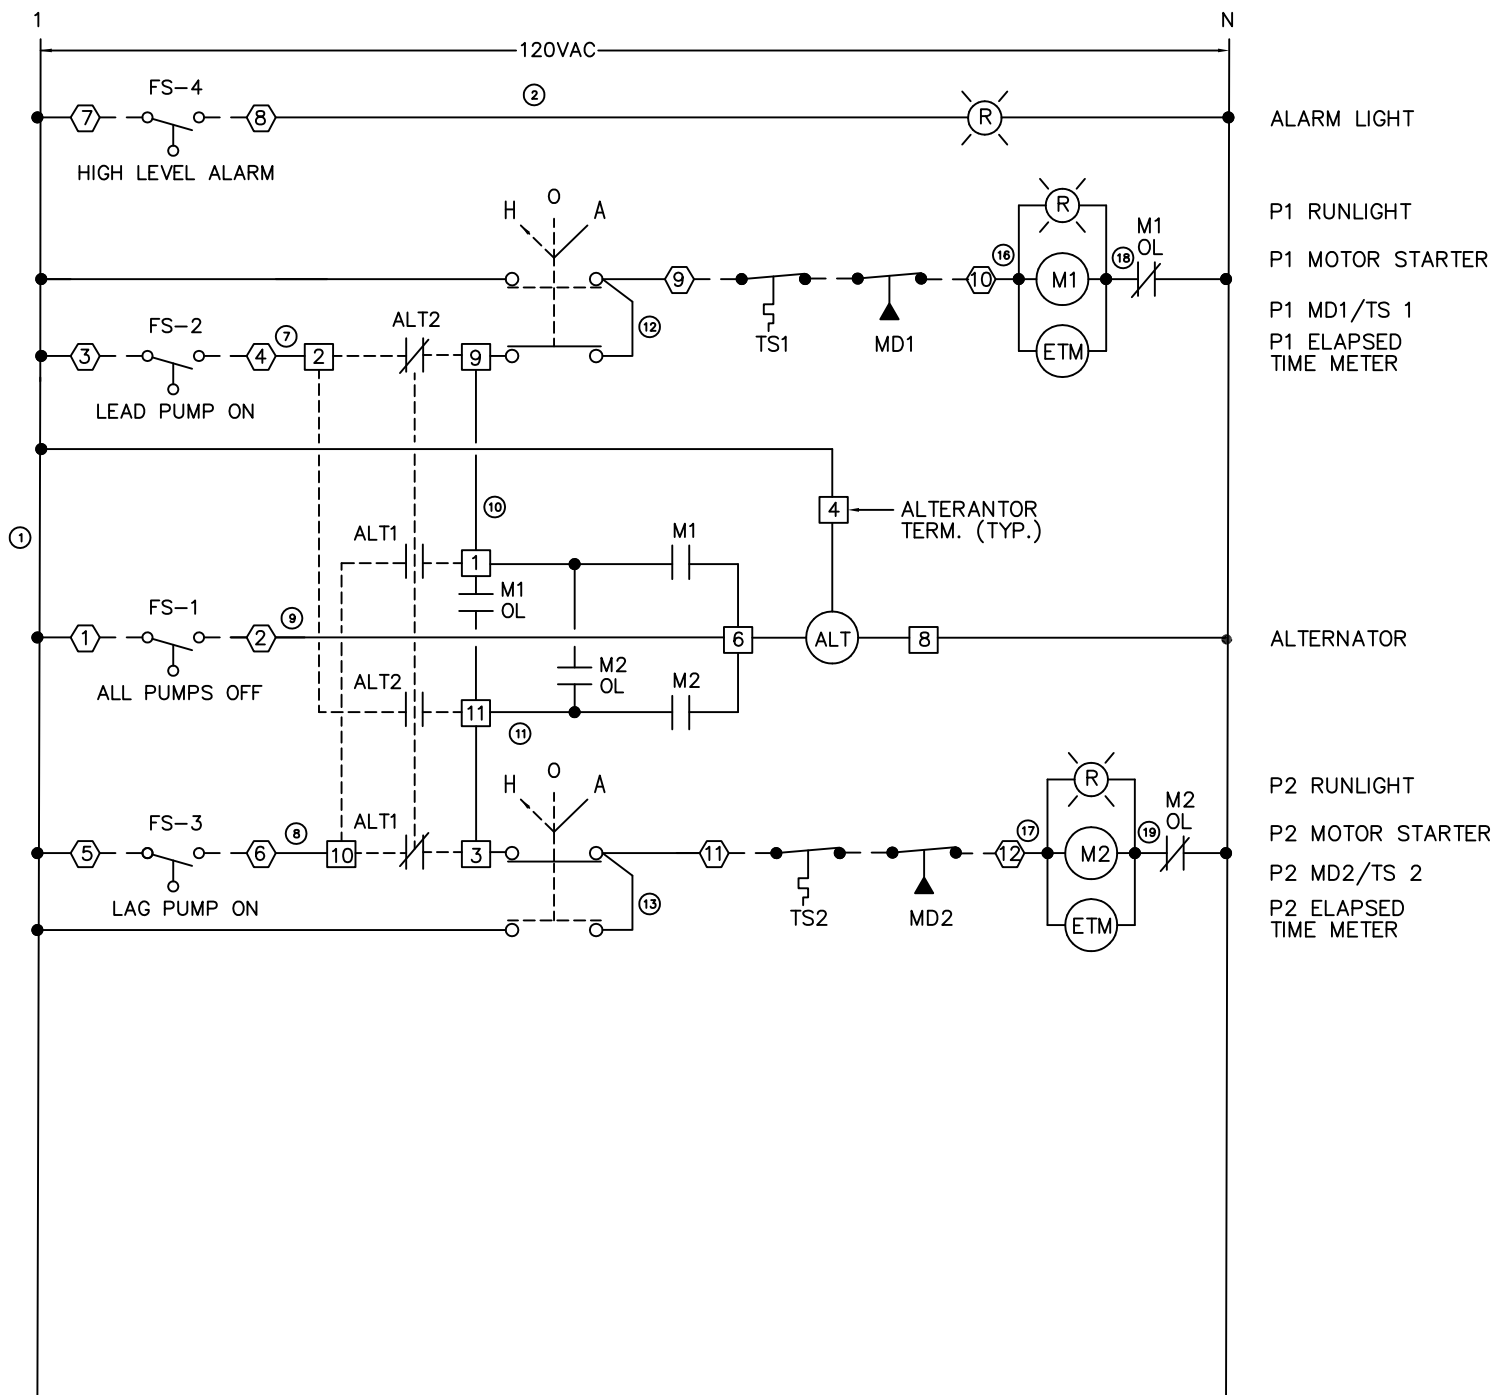 1 N
120VAC
FS-4
2
7 8 R ALARM LIGHT
HIGH LEVEL ALARM
H O A
R P1 RUNLIGHT
M1
OL
16 18
9 10 M1 P1 MOTOR STARTER
P1 MD1/TS 1
FS-2 7 ALT2 12
TS1 MD1
3 4 2 9 ETM P1 ELAPSED
TIME METER
LEAD PUMP ON
10
4 ALTERANTOR
TERM. (TYP.)
1
ALT1 M1
1
M1
OL
FS-1 9
1 2 6 ALT 8 ALTERNATOR
M2
OL
ALL PUMPS OFF ALT2 M2
11
11
H O A
R P2 RUNLIGHT
M2
OL
FS-3 8 ALT1 17 19
5 6 10 3 11 12 M2 P2 MOTOR STARTER
P2 MD2/TS 2
LAG PUMP ON 13 TS2 MD2
ETM P2 ELAPSED
TIME METER